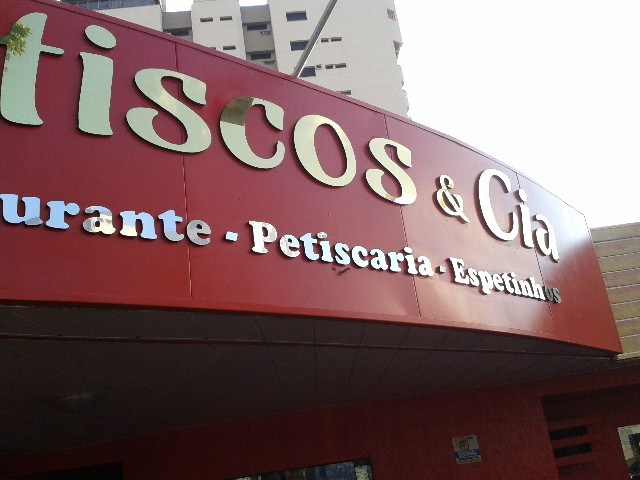 tiscos & Cia
urante - Petiscaria - Espetinhos